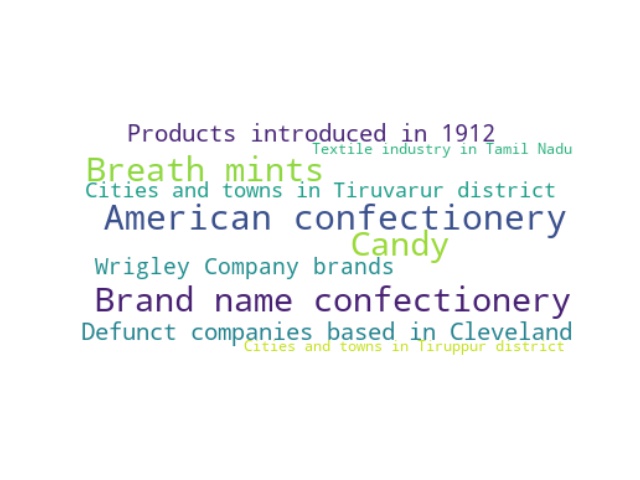 Products introduced in 1912
Textile industry in Tamil Nadu
Breath mints
Cities and towns in Tiruvarur district
American confectionery
Candy
Wrigley Company brands
Brand name confectionery
Defunct companies based in Cleveland
Cities and towns in Tiruppur district